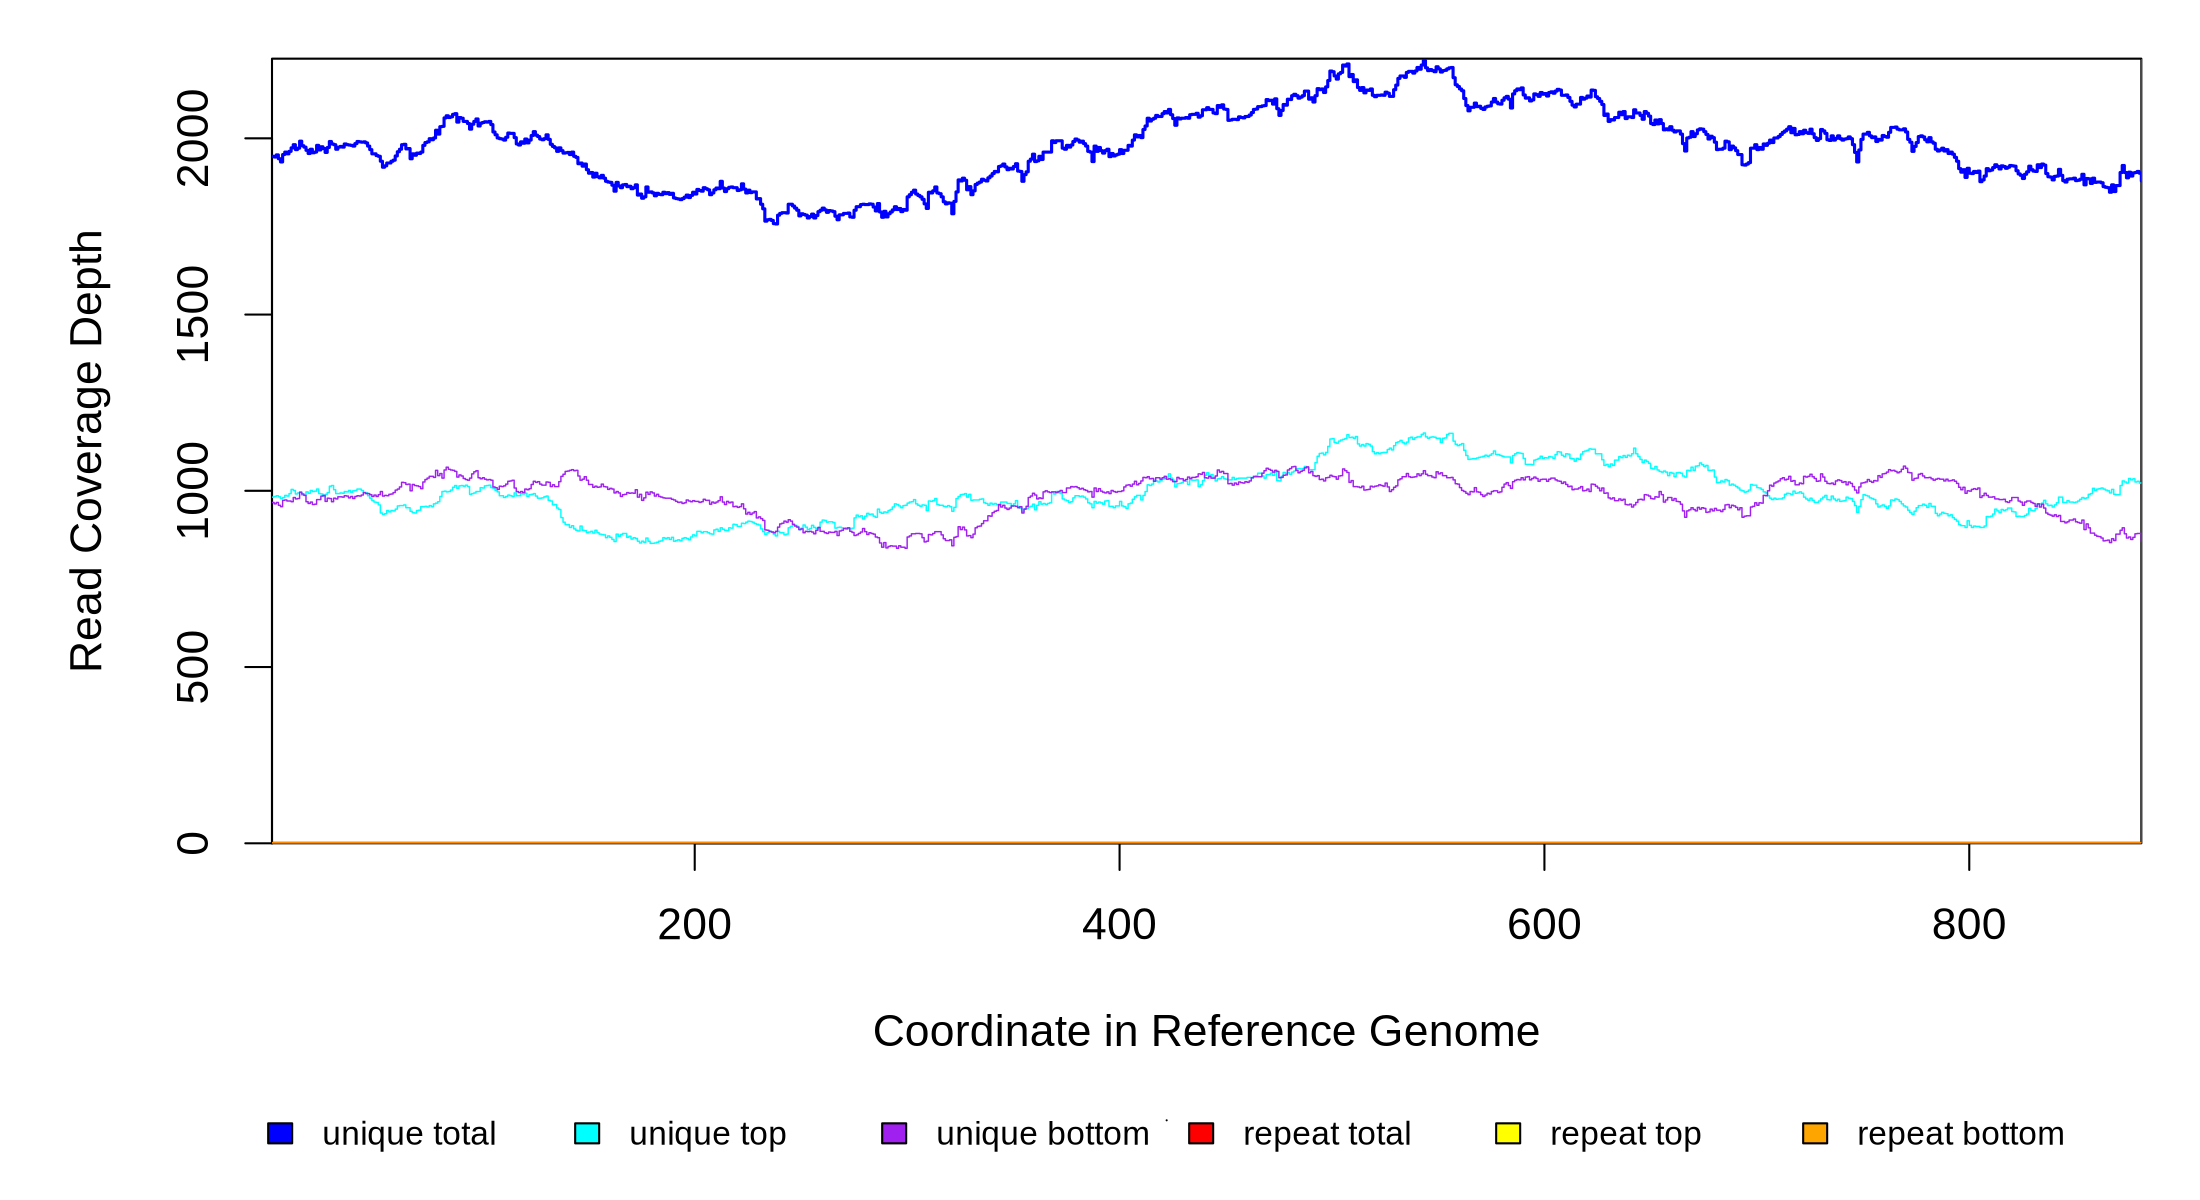 Read Coverage Depth
2000
1500
1000
500
0
200 400 600 800
Coordinate in Reference Genome
unique total unique top unique bottom repeat total repeat top repeat bottom